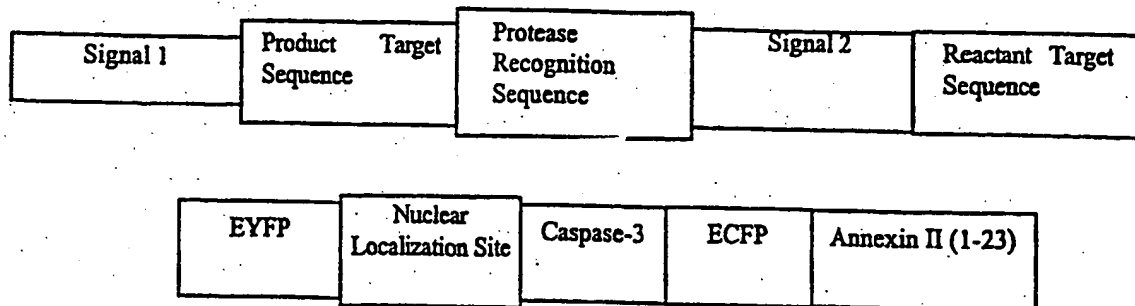 Signal 1
Product Target
Sequence
Protease
Recognition
Sequence
Signal 2
Reactant Target
Sequence
EYFP
Nuclear
Localization Site
Caspase-3
ECFP
Annexin II (1-23)